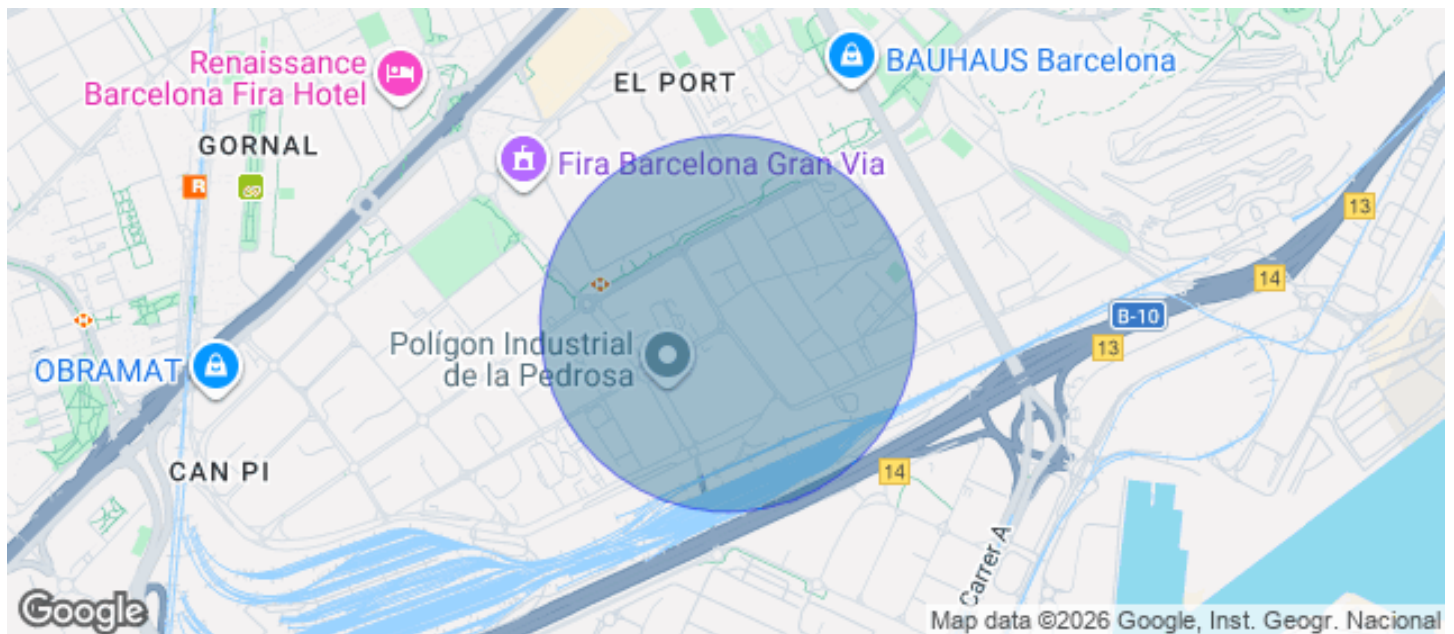 Renaissance
Barcelona Fira Hotel
EL PORT
BAUHAUS Barcelona
GORNAL
Fira Barcelona Gran Via
R
13
14
B-10
13
Polígon Industrial
de la Pedrosa
OBRAMAT
CAN PI
14
Carrer A
Google
Map data ©2026 Google, Inst. Geogr. Nacional